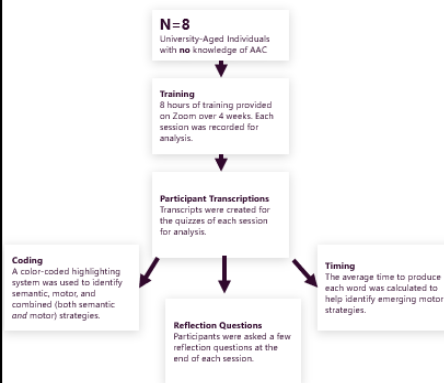 N=8
University-Aged Individuals
with no knowledge of AAC
Training
8 hours of training provided
on Zoom over 4 weeks. Each
session was recorded for
analysis.
Participant Transcriptions
Transcripts were created for
the quizzes of each session
for analysis.
Coding
A color-coded highlighting
system was used to identify
semantic, motor, and
combined (both semantic
and motor) strategies.
Reflection Questions
Participants were asked a few
reflection questions at the
end of each session.
Timing
The average time to produce
each word was calculated to
help identify emerging motor
strategies.